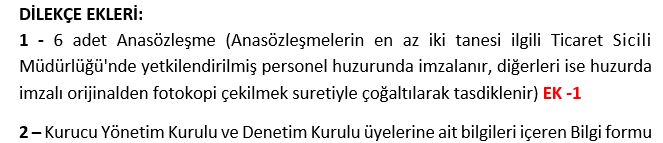 DİLEKÇE EKLERİ:
1 - 6 adet Anasözleşme (Anasözleşmelerin en az iki tanesi ilgili Ticaret Sicili
Müdürlüğü'nde yetkilendirilmiş personel huzurunda imzalanır, diğerleri ise huzurda
imzalı orijinalden fotokopi çekilmek suretiyle çoğaltılarak tasdiklenir) EK -1
2 – Kurucu Yönetim Kurulu ve Denetim Kurulu üyelerine ait bilgileri içeren Bilgi formu